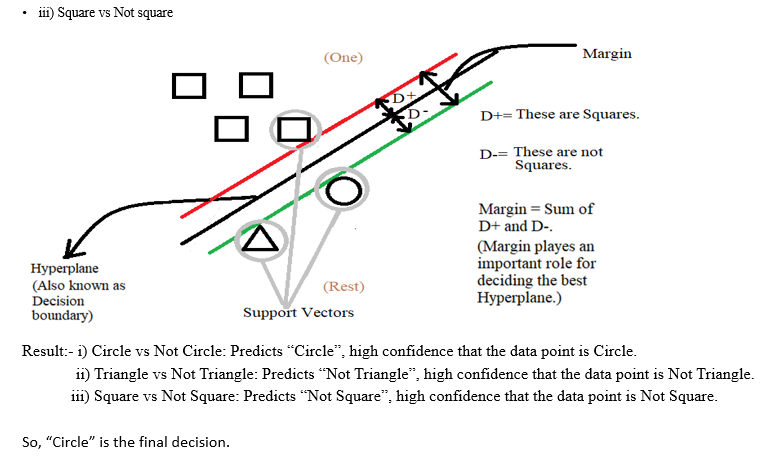 • iii) Square vs Not square
(One)
Margin
D+
D-
D+= These are Squares.
D-= These are not
Squares.
Margin = Sum of
D+ and D-.
(Margin playes an
important role for
deciding the best
Hyperplane.)
Hyperplane
(Also known as
Decision
boundary)
(Rest)
Support Vectors
Result:- i) Circle vs Not Circle: Predicts “Circle”, high confidence that the data point is Circle.
ii) Triangle vs Not Triangle: Predicts “Not Triangle”, high confidence that the data point is Not Triangle.
iii) Square vs Not Square: Predicts “Not Square”, high confidence that the data point is Not Square.
So, “Circle” is the final decision.